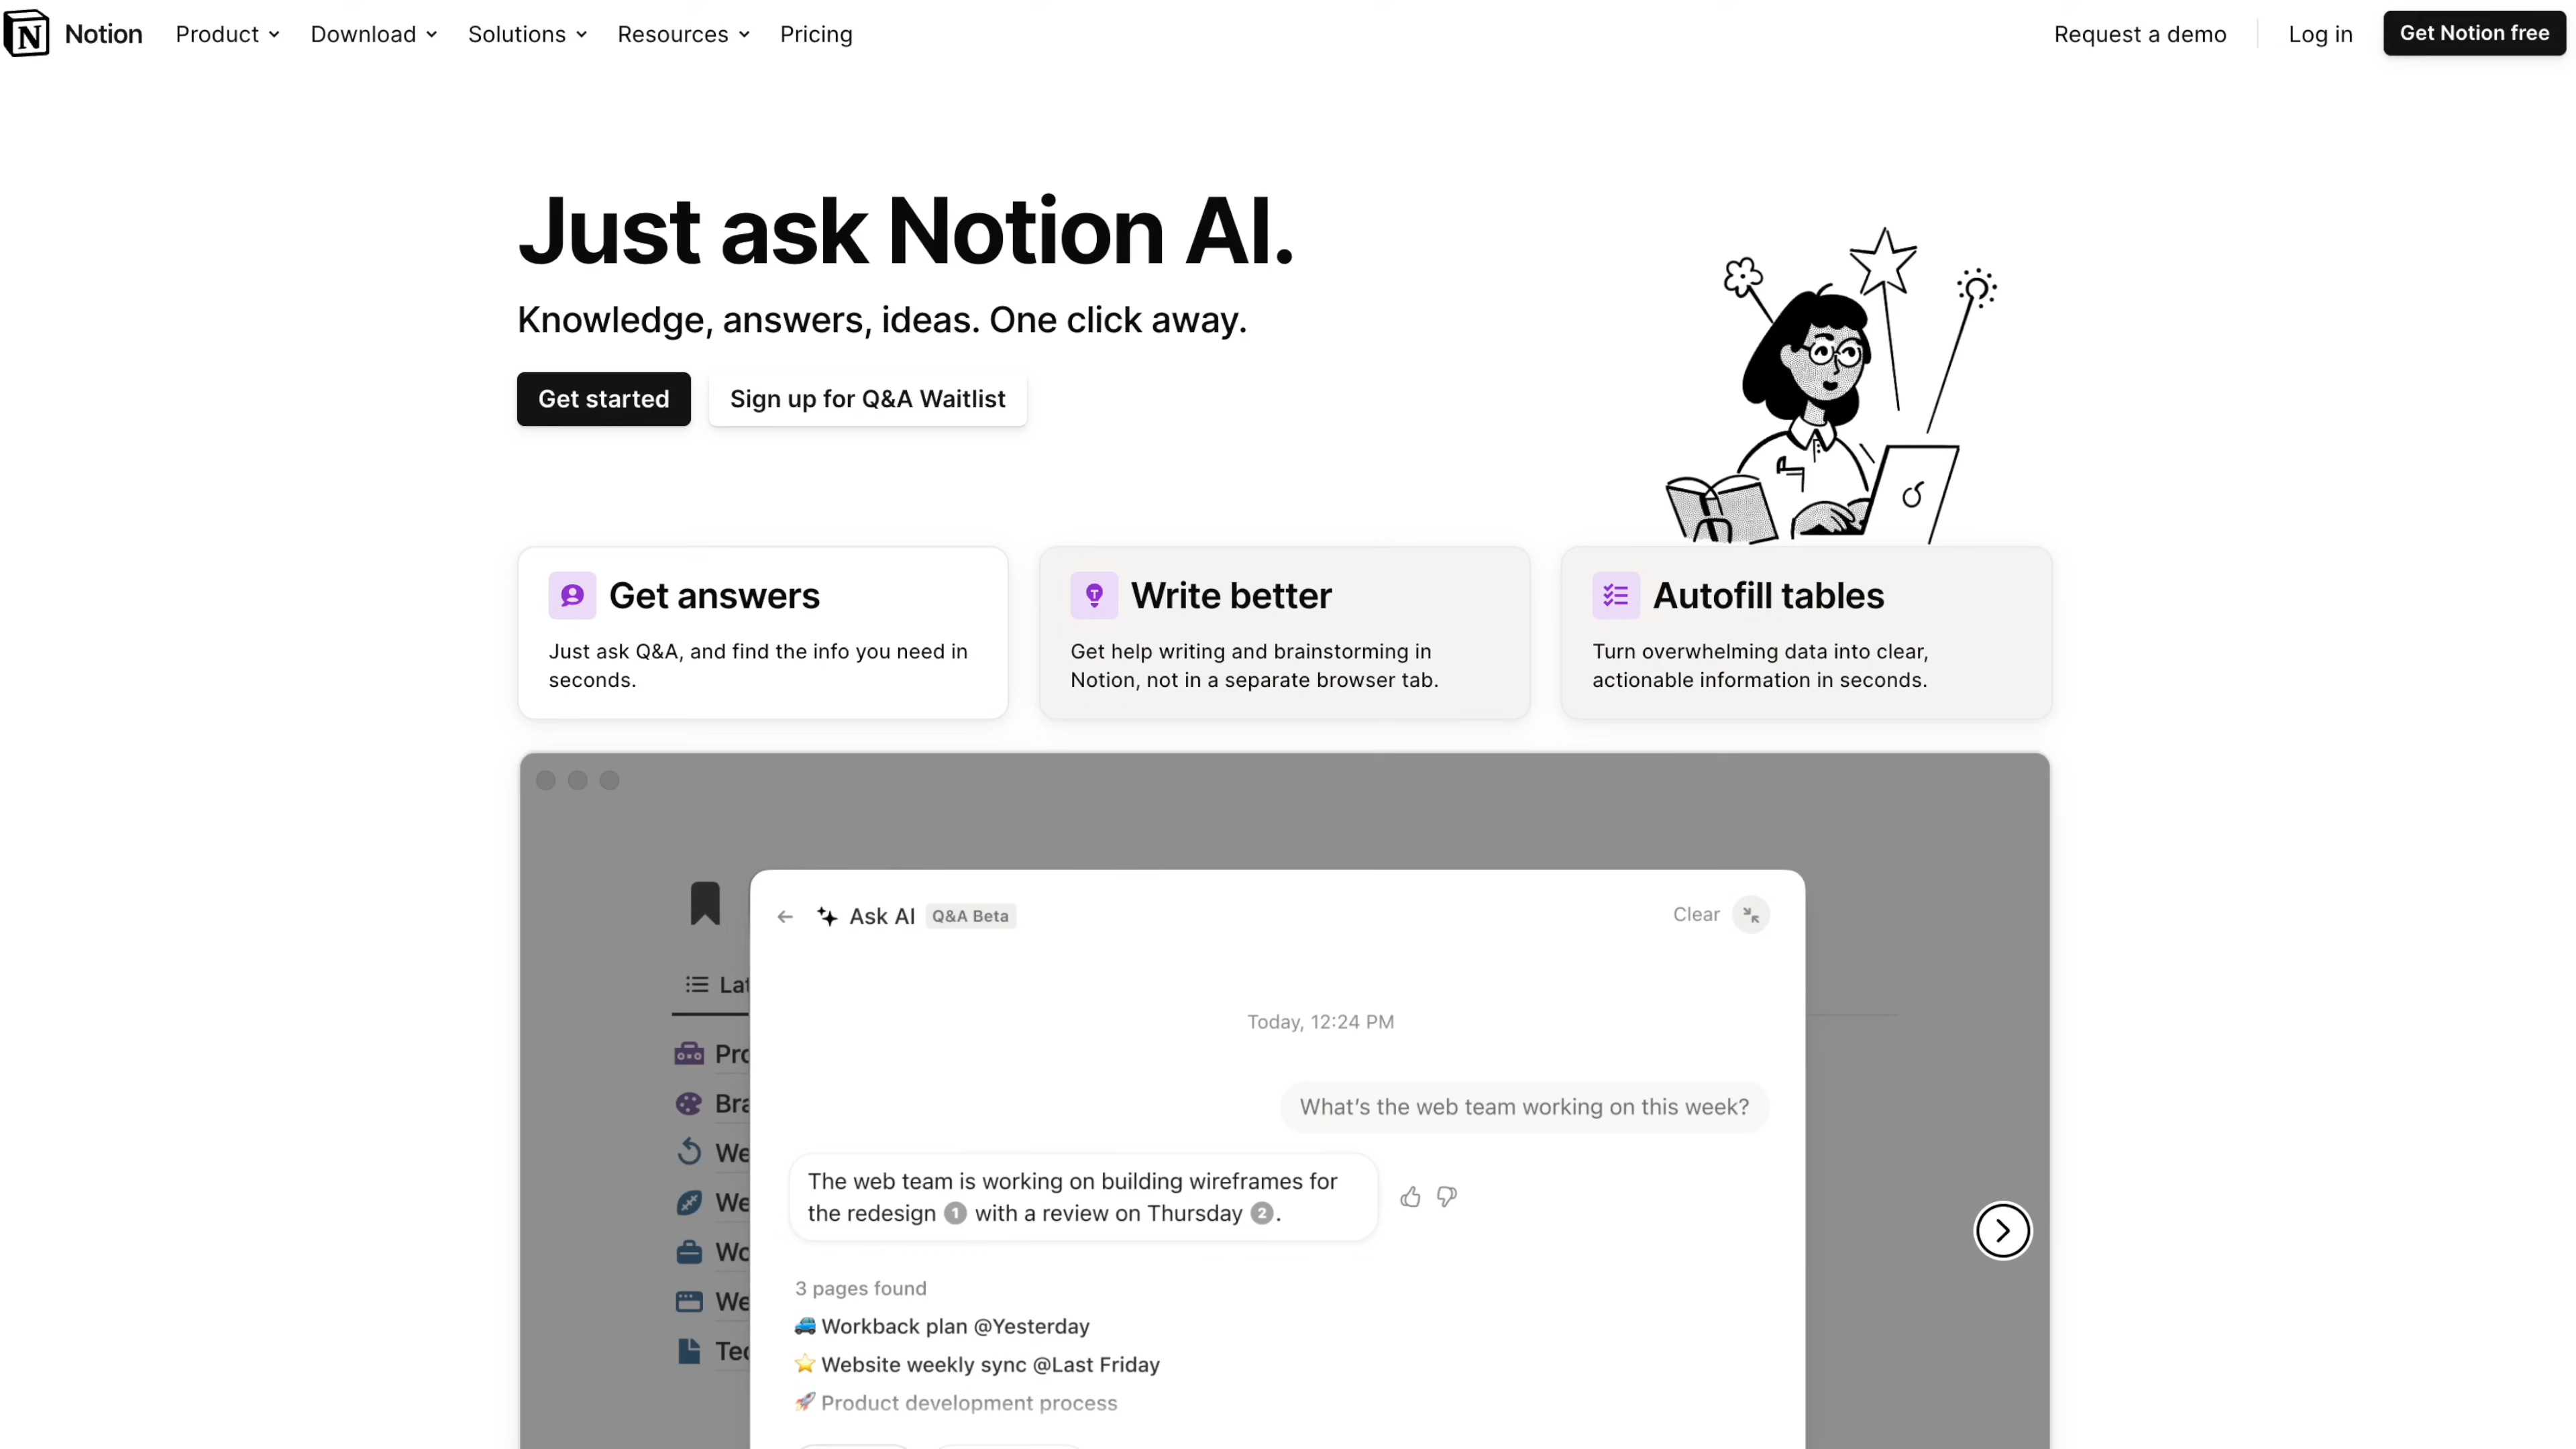 Notion Product Download Solutions Resources Pricing Request a demo Log in Get Notion free
Just ask Notion AI.
Knowledge, answers, ideas. One click away.
Get started Sign up for Q&A Waitlist
Get answers
Just ask Q&A, and find the info you need in
seconds.
Write better
Get help writing and brainstorming in
Notion, not in a separate browser tab.
Autofill tables
Turn overwhelming data into clear,
actionable information in seconds.
Ask AI Q&A Beta Clear
Today, 12:24 PM
What’s the web team working on this week?
The web team is working on building wireframes for
the redesign 1 with a review on Thursday 2.
3 pages found
🚙 Workback plan @Yesterday
⭐ Website weekly sync @Last Friday
🚀 Product development process